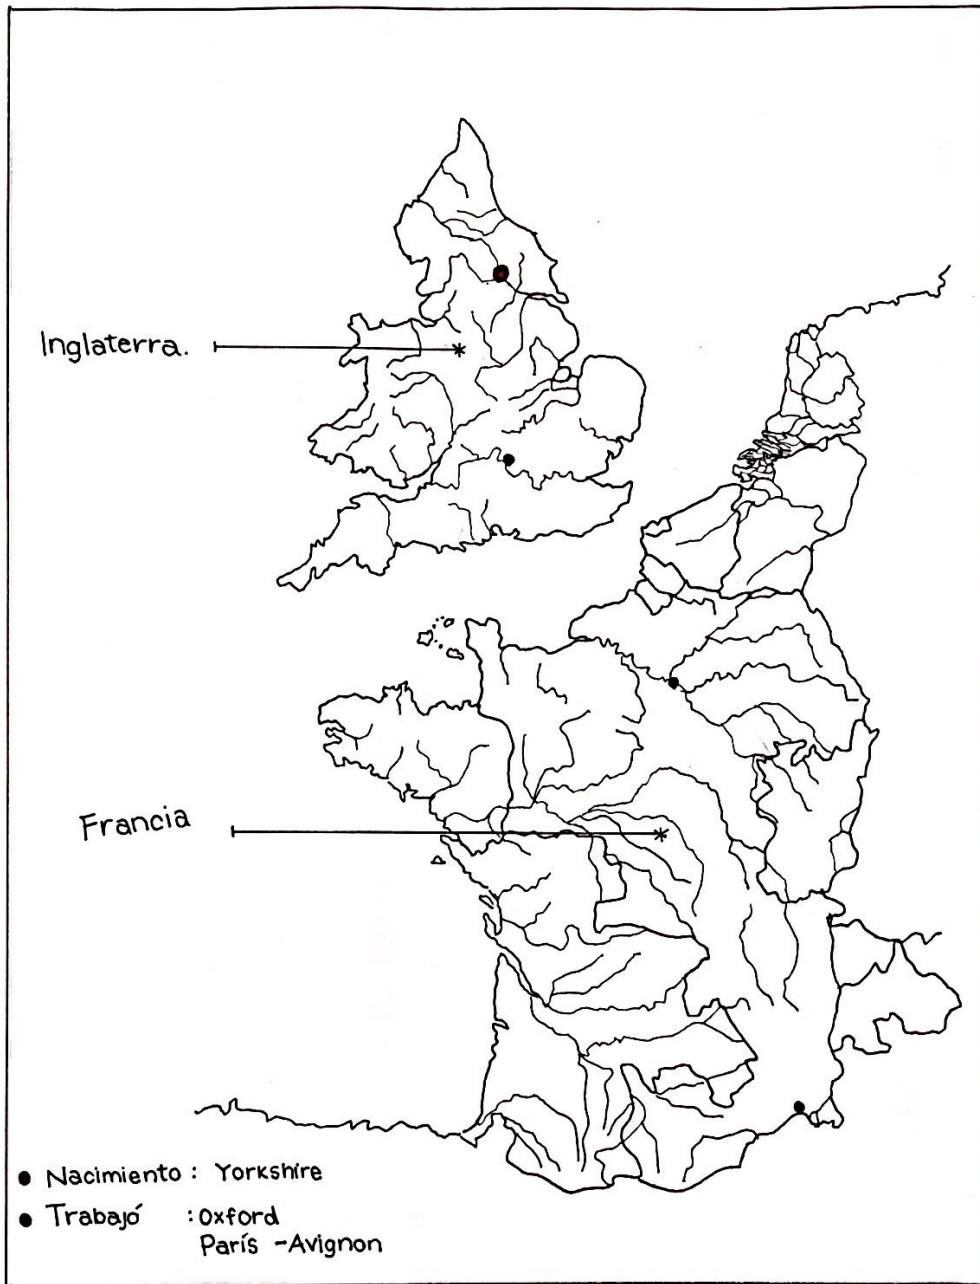 Inglaterra.
Francia
Nacimiento : Yorkshire
Trabajó : Oxford
París - Avignon